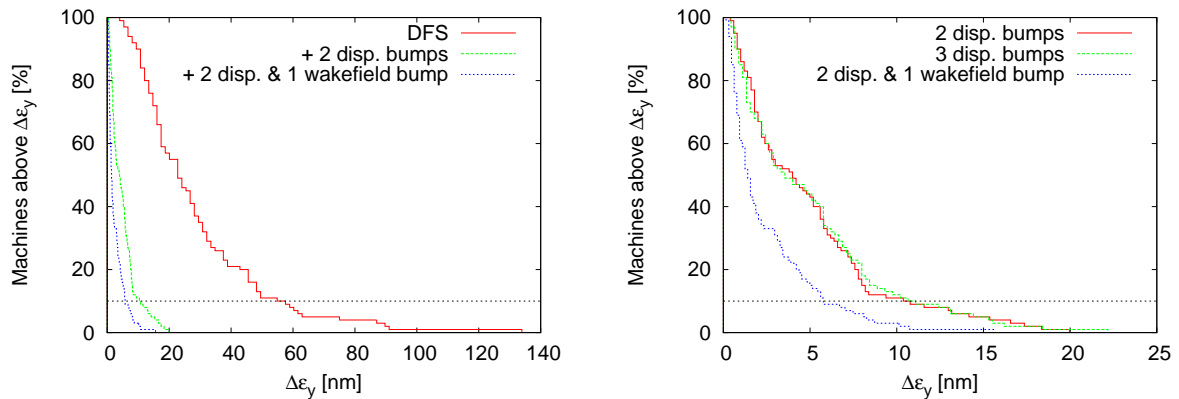 100
80
60
40
20
0
Machines above Δε_y [%]
0 20 40 60 80 100 120 140
Δε_y [nm]
DFS
+ 2 disp. bumps
+ 2 disp. & 1 wakefield bump
100
80
60
40
20
0
Machines above Δε_y [%]
0 5 10 15 20 25
Δε_y [nm]
2 disp. bumps
3 disp. bumps
2 disp. & 1 wakefield bump